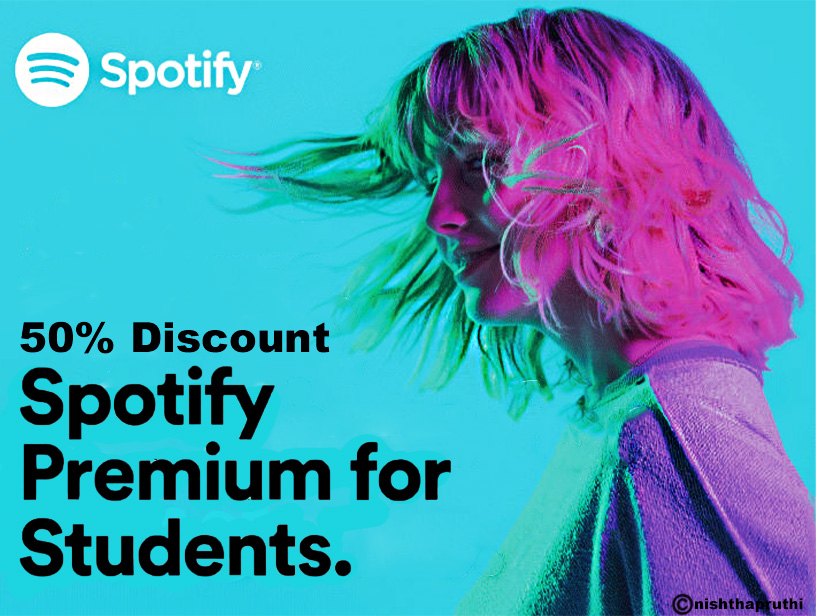 Spotify®
50% Discount
Spotify
Premium for
Students.
©nishthapruthi